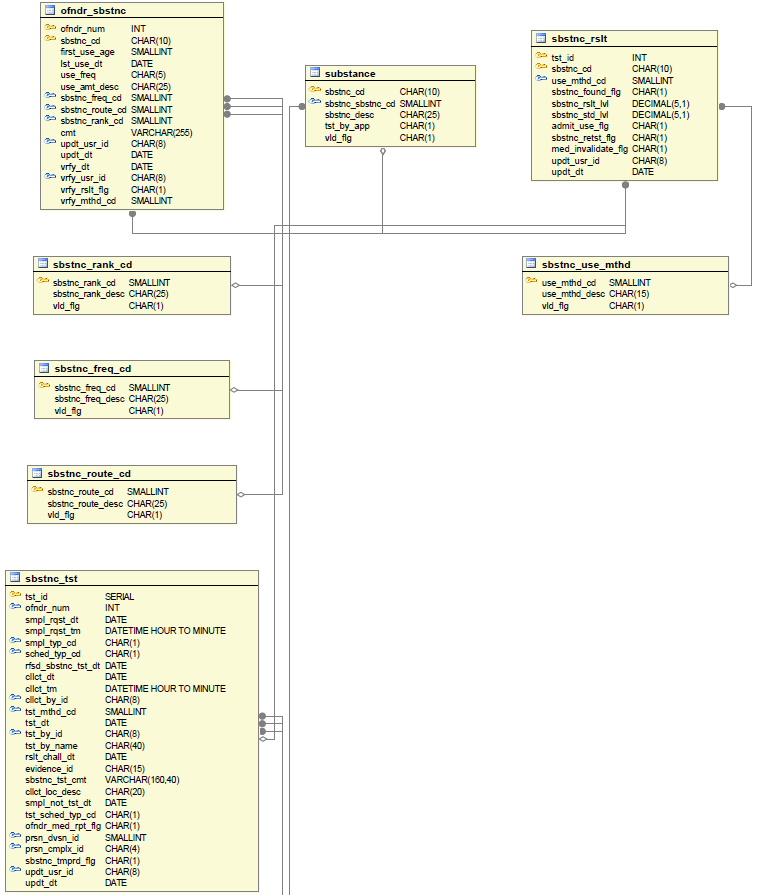 ofndr_sbstnc
ofndr_num INT
sbstnc_cd CHAR(10)
first_use_age SMALLINT
lst_use_dt DATE
use_freq CHAR(5)
use_amt_desc CHAR(25)
sbstnc_freq_cd SMALLINT
sbstnc_route_cd SMALLINT
sbstnc_rank_cd SMALLINT
cmt VARCHAR(255)
updt_usr_id CHAR(8)
updt_dt DATE
vrfy_dt DATE
vrfy_usr_id CHAR(8)
vrfy_rslt_flg CHAR(1)
vrfy_mthd_cd SMALLINT
substance
sbstnc_cd CHAR(10)
sbstnc_sbstnc_cd SMALLINT
sbstnc_desc CHAR(25)
tst_by_app CHAR(1)
vld_flg CHAR(1)
sbstnc_rslt
tst_id INT
sbstnc_cd CHAR(10)
use_mthd_cd SMALLINT
sbstnc_found_flg CHAR(1)
sbstnc_rslt_lvl DECIMAL(5,1)
sbstnc_std_lvl DECIMAL(5,1)
admit_use_flg CHAR(1)
sbstnc_retst_flg CHAR(1)
med_invalidate_flg CHAR(1)
updt_usr_id CHAR(8)
updt_dt DATE
sbstnc_rank_cd
sbstnc_rank_cd SMALLINT
sbstnc_rank_desc CHAR(25)
vld_flg CHAR(1)
sbstnc_use_mthd
use_mthd_cd SMALLINT
use_mthd_desc CHAR(15)
vld_flg CHAR(1)
sbstnc_freq_cd
sbstnc_freq_cd SMALLINT
sbstnc_freq_desc CHAR(25)
vld_flg CHAR(1)
sbstnc_route_cd
sbstnc_route_cd SMALLINT
sbstnc_route_desc CHAR(25)
vld_flg CHAR(1)
sbstnc_tst
tst_id SERIAL
ofndr_num INT
smpl_rqst_dt DATE
smpl_rqst_tm DATETIME HOUR TO MINUTE
smpl_typ_cd CHAR(1)
sched_typ_cd CHAR(1)
rfsd_sbstnc_tst_dt DATE
cllct_dt DATE
cllct_tm DATETIME HOUR TO MINUTE
cllct_by_id CHAR(8)
tst_mthd_cd SMALLINT
tst_dt DATE
tst_by_id CHAR(8)
tst_by_name CHAR(40)
rslt_chall_dt DATE
evidence_id CHAR(15)
sbstnc_tst_cmt VARCHAR(160,40)
cllct_loc_desc CHAR(20)
smpl_not_tst_dt DATE
tst_sched_typ_cd CHAR(1)
ofndr_med_rpt_flg CHAR(1)
prsn_dvsn_id SMALLINT
prsn_cmplx_id CHAR(4)
sbstnc_tmprd_flg CHAR(1)
updt_usr_id CHAR(8)
updt_dt DATE